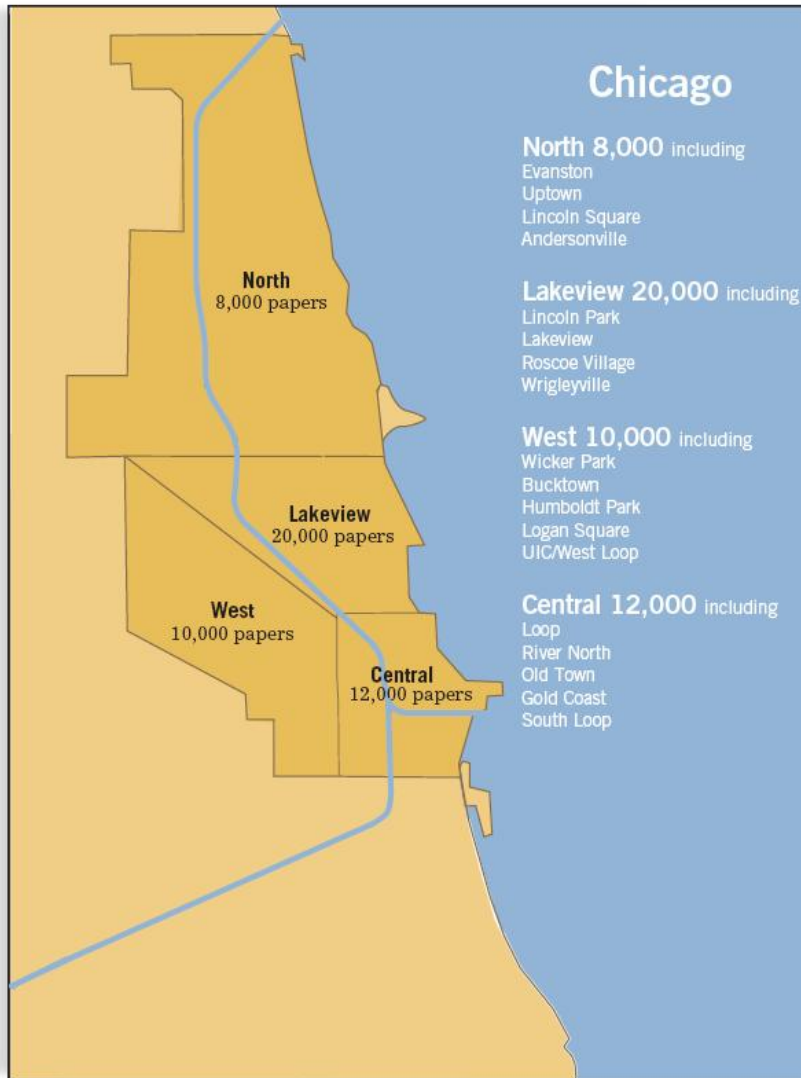 Chicago
North 8,000 including
Evanston
Uptown
Lincoln Square
Andersonville
Lakeview 20,000 including
Lincoln Park
Lakeview
Roscoe Village
Wrigleyville
West 10,000 including
Wicker Park
Bucktown
Humboldt Park
Logan Square
UIC/West Loop
Central 12,000 including
Loop
River North
Old Town
Gold Coast
South Loop
North
8,000 papers
Lakeview
20,000 papers
West
10,000 papers
Central
12,000 papers